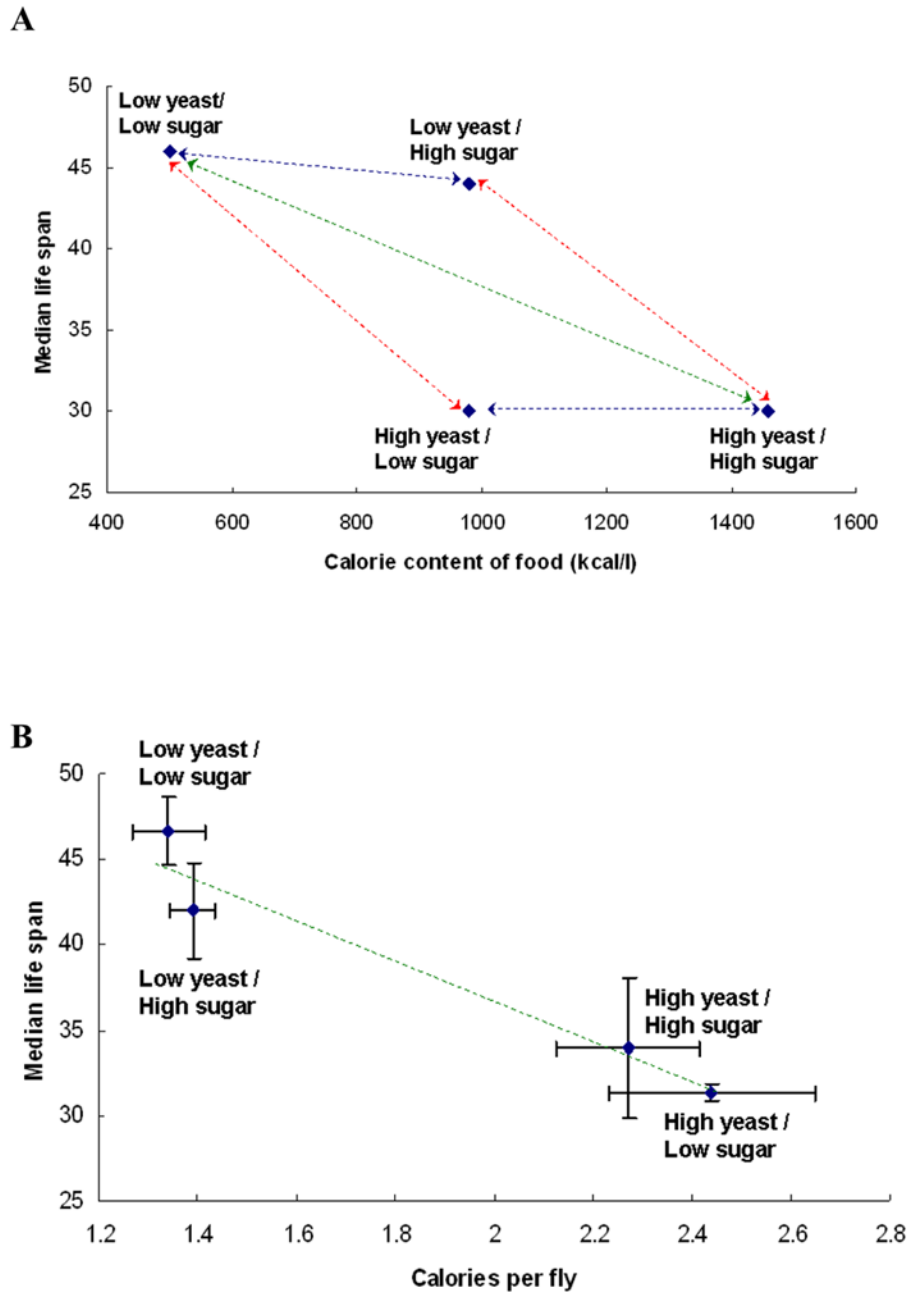 A
50
45
40
35
30
25
Median life span
Low yeast/
Low sugar
Low yeast /
High sugar
High yeast /
Low sugar
High yeast /
High sugar
400 600 800 1000 1200 1400 1600
Calorie content of food (kcal/l)
B
50
45
40
35
30
25
Median life span
Low yeast /
Low sugar
Low yeast /
High sugar
High yeast /
High sugar
High yeast /
Low sugar
1.2 1.4 1.6 1.8 2 2.2 2.4 2.6 2.8
Calories per fly